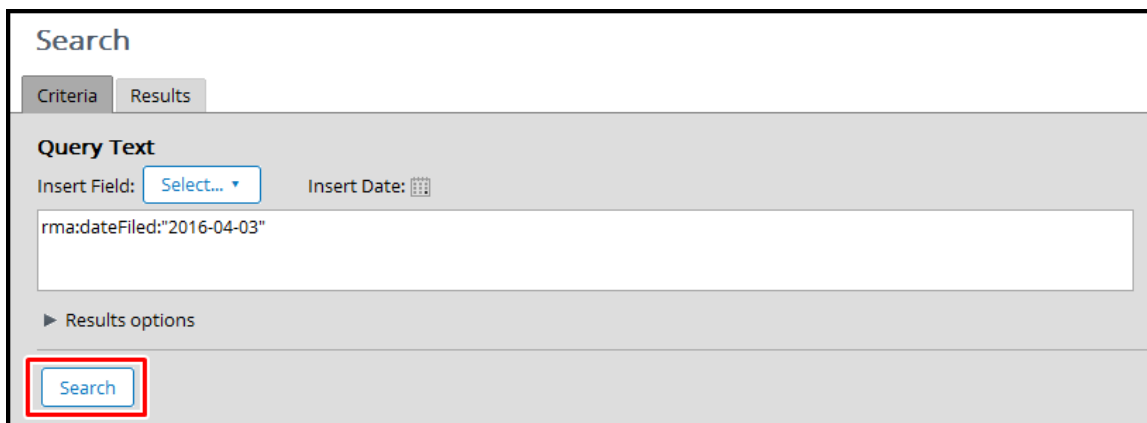 Search
Criteria Results
Query Text
Insert Field: Select... Insert Date:
rma:dateFiled:"2016-04-03"
Results options
Search